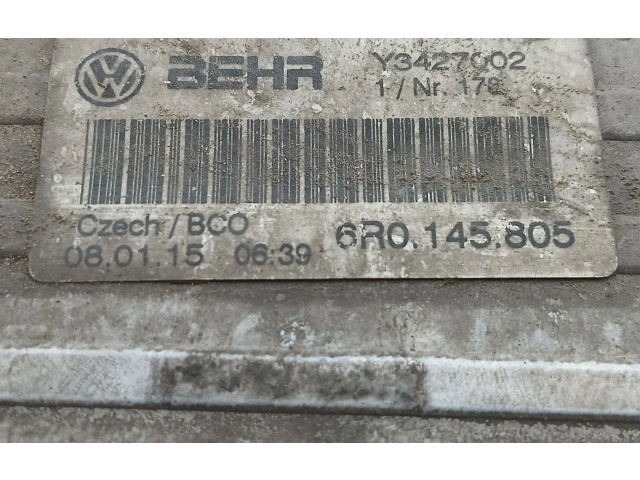 BEHR Y3427002
1 / Nr. 178
Czech / BCO 6R0.145.805
08.01.15 06:39